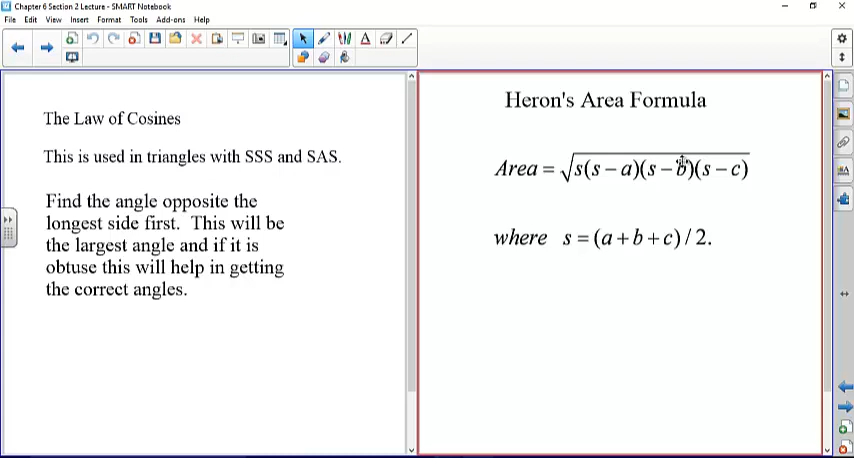 Chapter 6 Section 2 Lecture - SMART Notebook
File Edit View Insert Format Tools Add-ons Help
The Law of Cosines
This is used in triangles with SSS and SAS.
Find the angle opposite the
longest side first. This will be
the largest angle and if it is
obtuse this will help in getting
the correct angles.
Heron's Area Formula
Area = √s(s − a)(s − b)(s − c)
where s = (a + b + c) / 2.